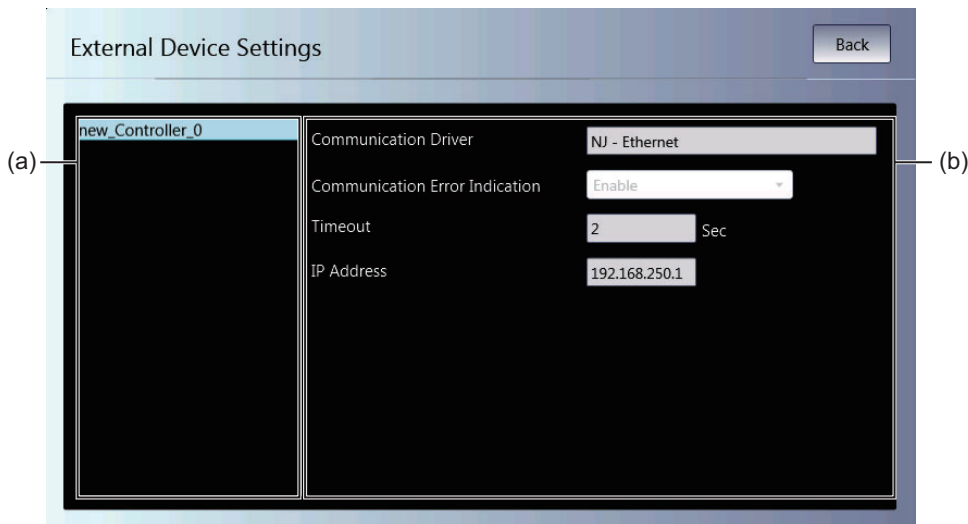 External Device Settings
Back
new_Controller_0
Communication Driver
NJ - Ethernet
(a)
(b)
Communication Error Indication
Enable
Timeout
2
Sec
IP Address
192.168.250.1